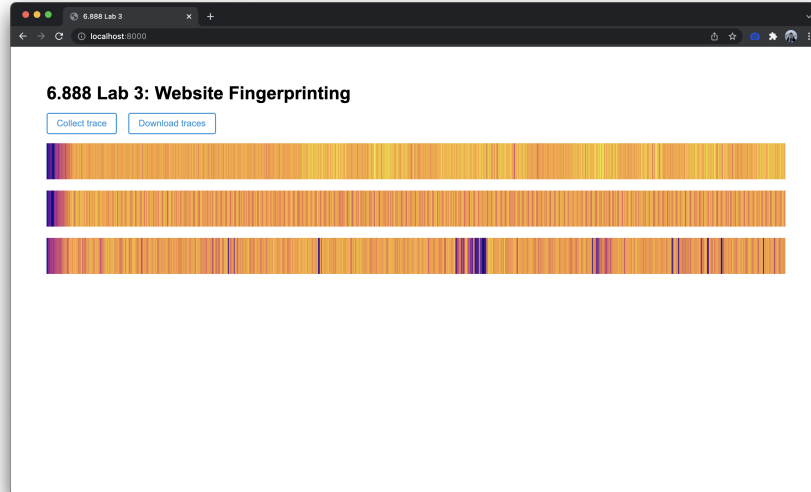 6.888 Lab 3
localhost:8000
6.888 Lab 3: Website Fingerprinting
Collect trace Download traces